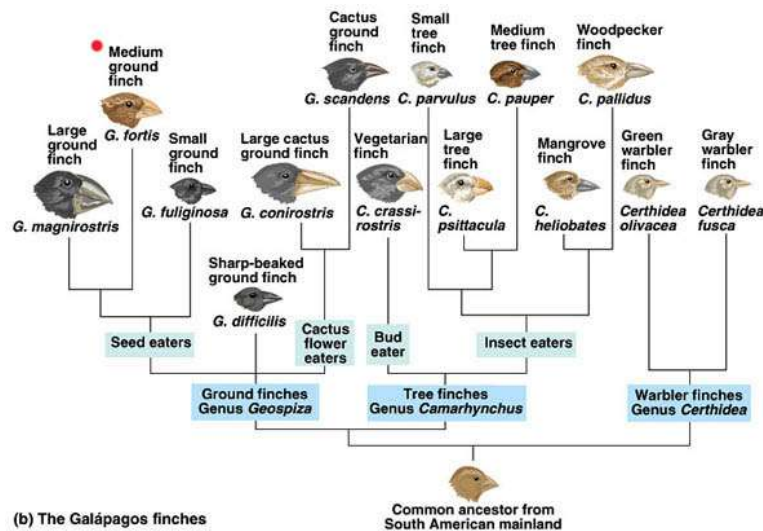 Cactus
ground
finch
G. scandens
Small
tree
finch
C. parvulus
Medium
tree finch
C. pauper
Woodpecker
finch
C. pallidus
Medium
ground
finch
G. fortis
Large
ground
finch
G. magnirostris
Small
ground
finch
G. fuliginosa
Large cactus
ground finch
G. conirostris
Vegetarian
finch
C. crassi-
rostris
Large
tree
finch
C.
psittacula
Mangrove
finch
C.
heliobates
Green
warbler
finch
Certhidea
olivacea
Gray
warbler
finch
Certhidea
fusca
Sharp-beaked
ground finch
G. difficilis
Seed eaters
Cactus
flower
eaters
Bud
eater
Insect eaters
Ground finches
Genus Geospiza
Tree finches
Genus Camarhynchus
Warbler finches
Genus Certhidea
Common ancestor from
South American mainland
(b) The Galápagos finches